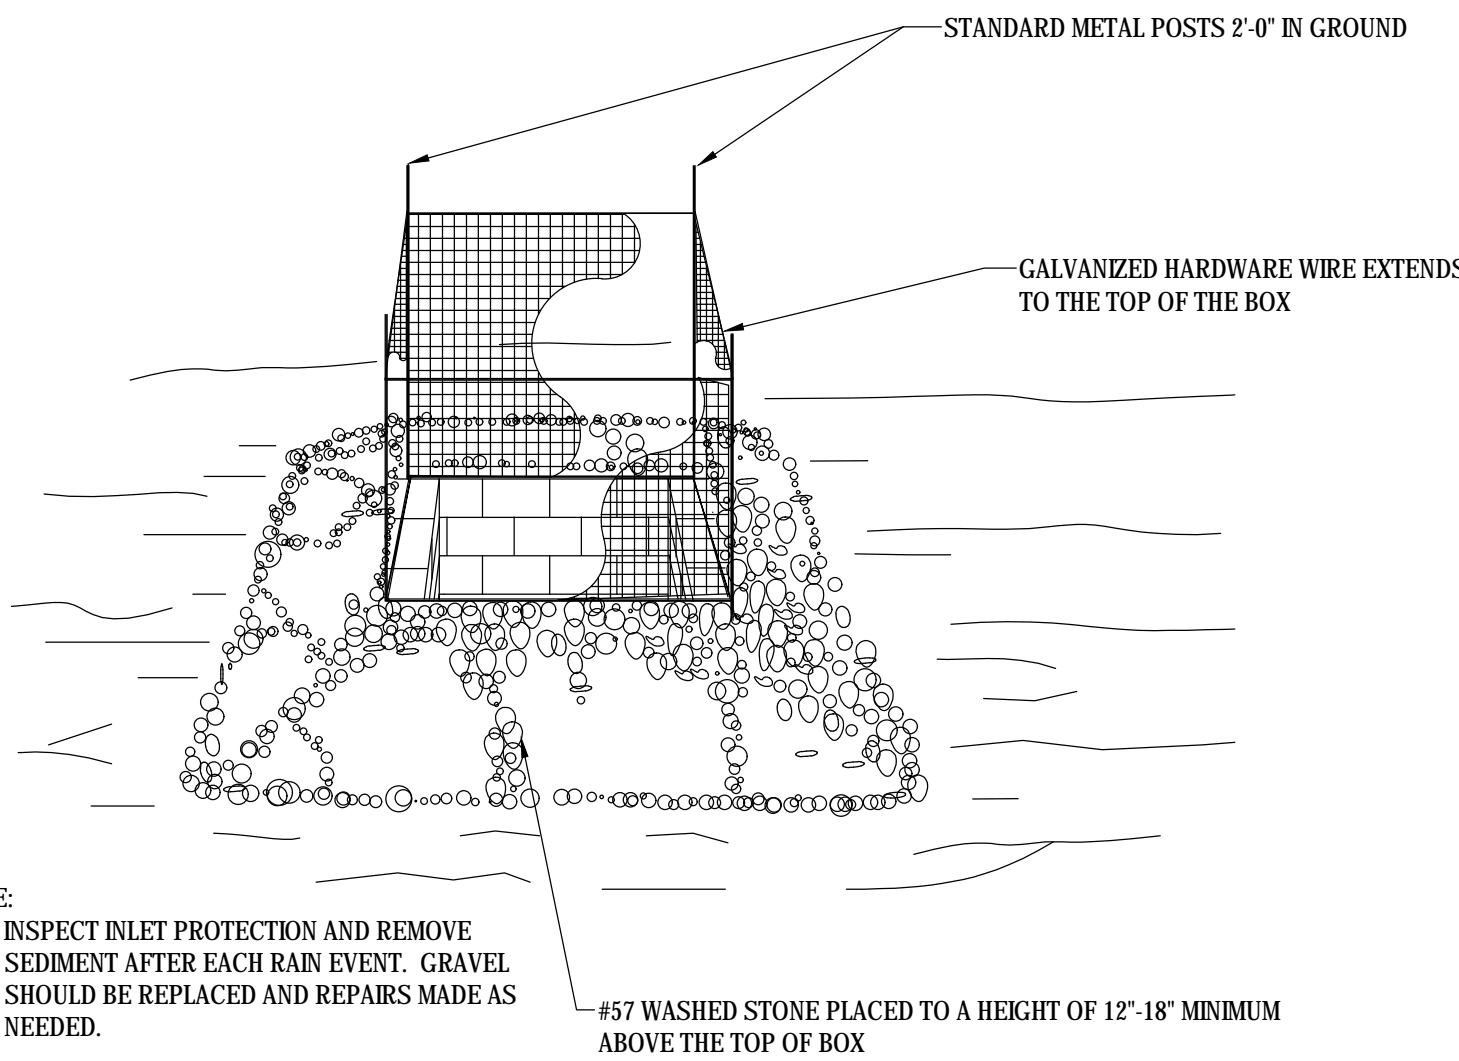 STANDARD METAL POSTS 2'-0" IN GROUND
GALVANIZED HARDWARE WIRE EXTENDS
TO THE TOP OF THE BOX
E:
INSPECT INLET PROTECTION AND REMOVE
SEDIMENT AFTER EACH RAIN EVENT. GRAVEL
SHOULD BE REPLACED AND REPAIRS MADE AS
NEEDED.
#57 WASHED STONE PLACED TO A HEIGHT OF 12"-18" MINIMUM
ABOVE THE TOP OF BOX